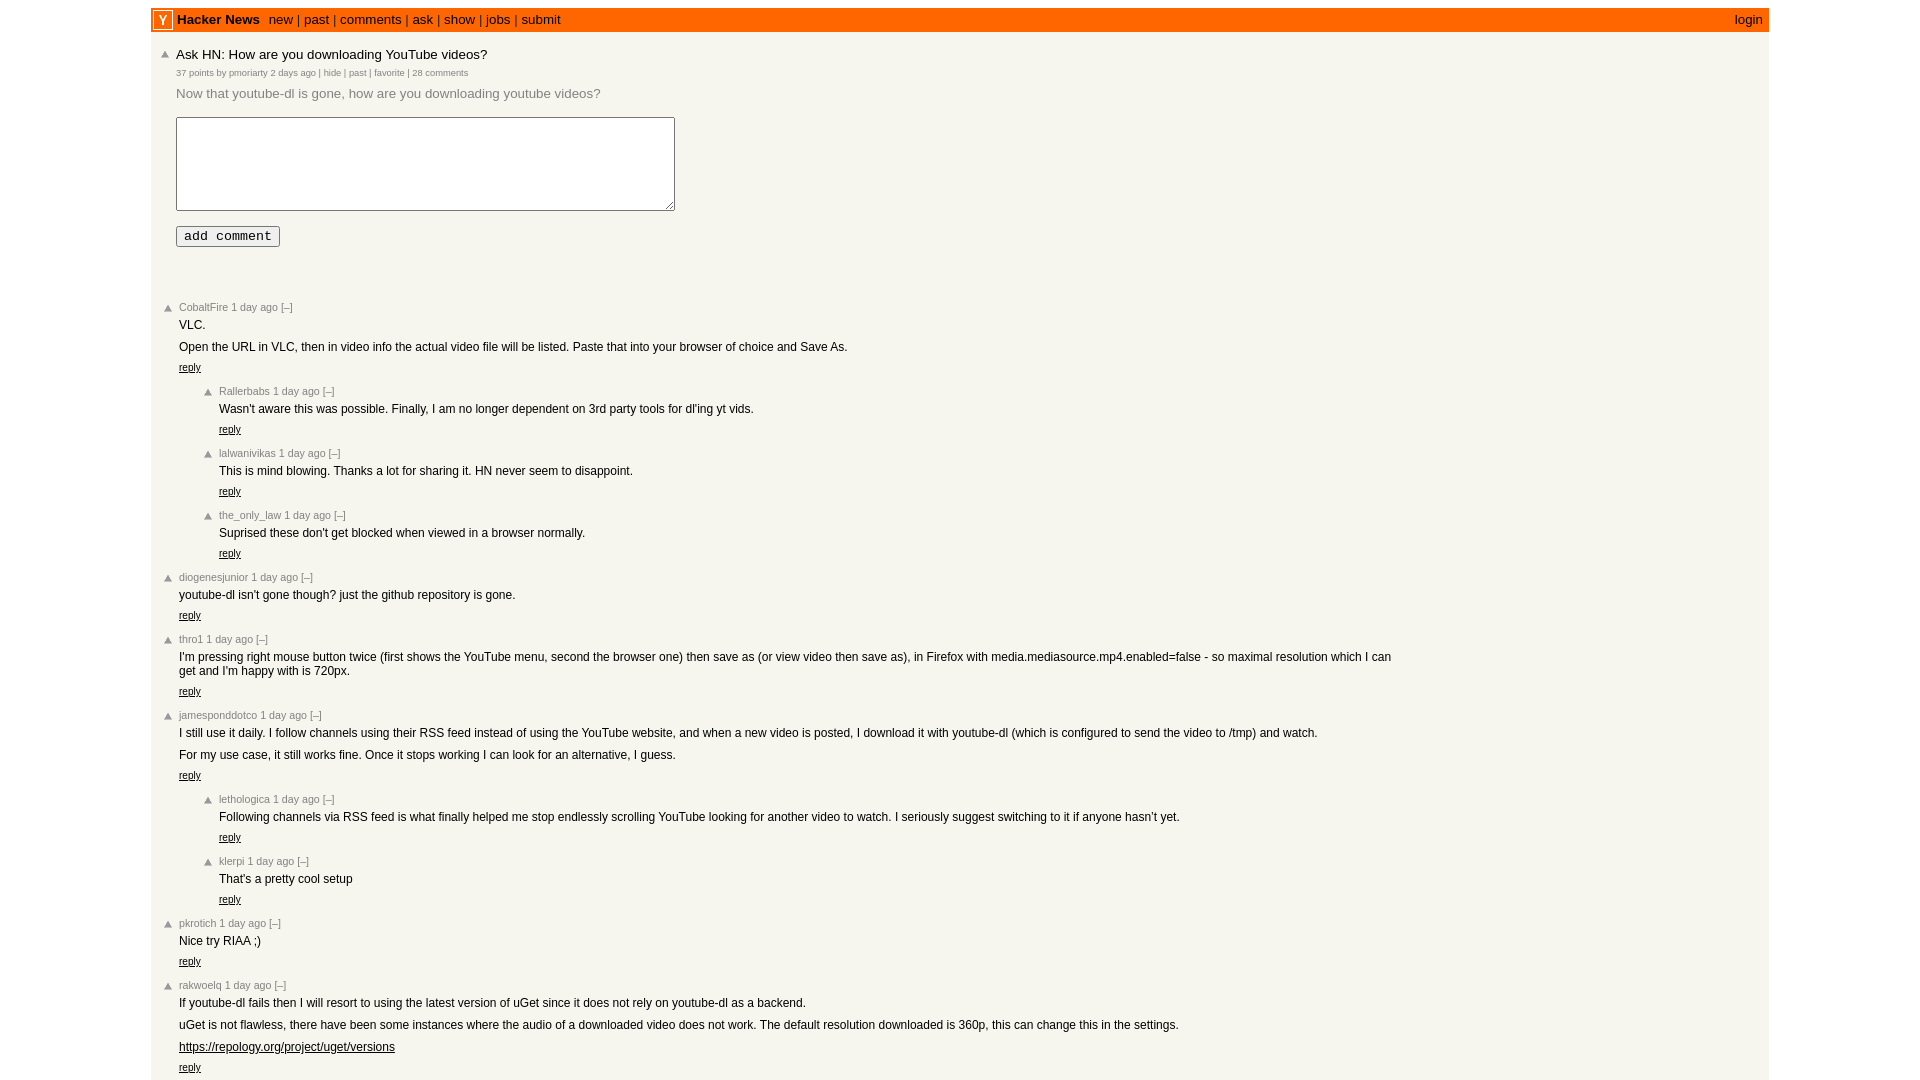 Y Hacker News new | past | comments | ask | show | jobs | submit login
Ask HN: How are you downloading YouTube videos?
37 points by pmoriarty 2 days ago | hide | past | favorite | 28 comments
Now that youtube-dl is gone, how are you downloading youtube videos?
add comment
CobaltFire 1 day ago [–]
VLC.
Open the URL in VLC, then in video info the actual video file will be listed. Paste that into your browser of choice and Save As.
reply
Rallerbabs 1 day ago [–]
Wasn't aware this was possible. Finally, I am no longer dependent on 3rd party tools for dl'ing yt vids.
reply
lalwanivikas 1 day ago [–]
This is mind blowing. Thanks a lot for sharing it. HN never seem to disappoint.
reply
the_only_law 1 day ago [–]
Suprised these don't get blocked when viewed in a browser normally.
reply
diogenesjunior 1 day ago [–]
youtube-dl isn't gone though? just the github repository is gone.
reply
thro1 1 day ago [–]
I'm pressing right mouse button twice (first shows the YouTube menu, second the browser one) then save as (or view video then save as), in Firefox with media.mediasource.mp4.enabled=false - so maximal resolution which I can
get and I'm happy with is 720px.
reply
jamesponddotco 1 day ago [–]
I still use it daily. I follow channels using their RSS feed instead of using the YouTube website, and when a new video is posted, I download it with youtube-dl (which is configured to send the video to /tmp) and watch.
For my use case, it still works fine. Once it stops working I can look for an alternative, I guess.
reply
lethologica 1 day ago [–]
Following channels via RSS feed is what finally helped me stop endlessly scrolling YouTube looking for another video to watch. I seriously suggest switching to it if anyone hasn’t yet.
reply
klerpi 1 day ago [–]
That's a pretty cool setup
reply
pkrotich 1 day ago [–]
Nice try RIAA ;)
reply
rakwoelq 1 day ago [–]
If youtube-dl fails then I will resort to using the latest version of uGet since it does not rely on youtube-dl as a backend.
uGet is not flawless, there have been some instances where the audio of a downloaded video does not work. The default resolution downloaded is 360p, this can change this in the settings.
https://repology.org/project/uget/versions
reply